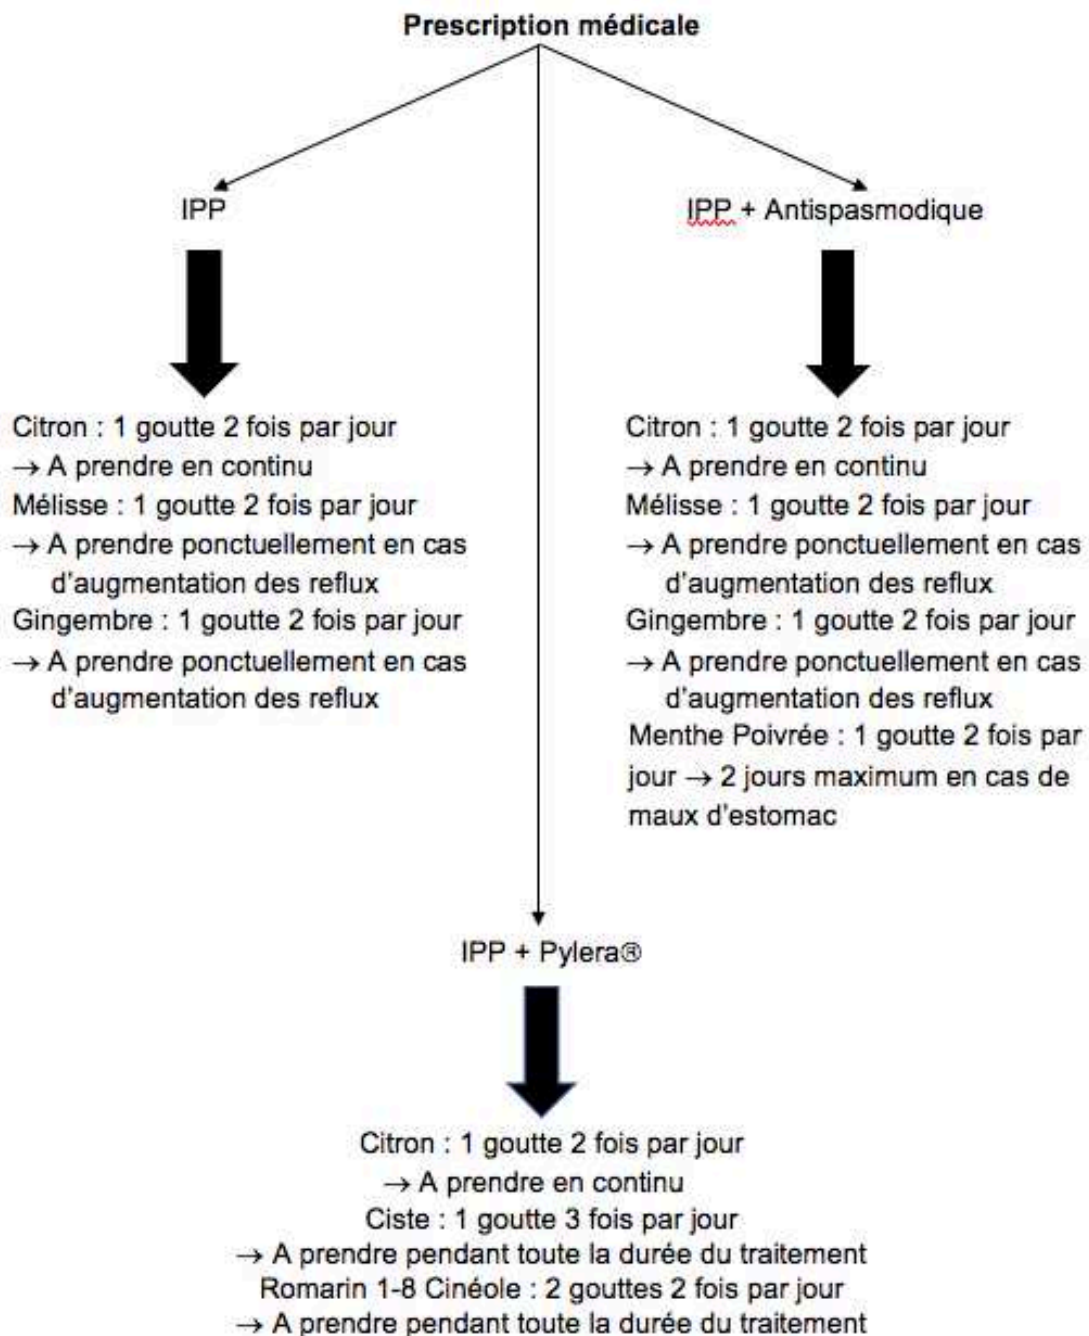 Prescription médicale
IPP
IPP + Antispasmodique
Citron : 1 goutte 2 fois par jour
→ A prendre en continu
Mélisse : 1 goutte 2 fois par jour
→ A prendre ponctuellement en cas
d'augmentation des reflux
Gingembre : 1 goutte 2 fois par jour
→ A prendre ponctuellement en cas
d'augmentation des reflux
Citron : 1 goutte 2 fois par jour
→ A prendre en continu
Mélisse : 1 goutte 2 fois par jour
→ A prendre ponctuellement en cas
d'augmentation des reflux
Gingembre : 1 goutte 2 fois par jour
→ A prendre ponctuellement en cas
d'augmentation des reflux
Menthe Poivrée : 1 goutte 2 fois par
jour → 2 jours maximum en cas de
maux d'estomac
IPP + Pylera®
Citron : 1 goutte 2 fois par jour
→ A prendre en continu
Ciste : 1 goutte 3 fois par jour
→ A prendre pendant toute la durée du traitement
Romarin 1-8 Cinéole : 2 gouttes 2 fois par jour
→ A prendre pendant toute la durée du traitement